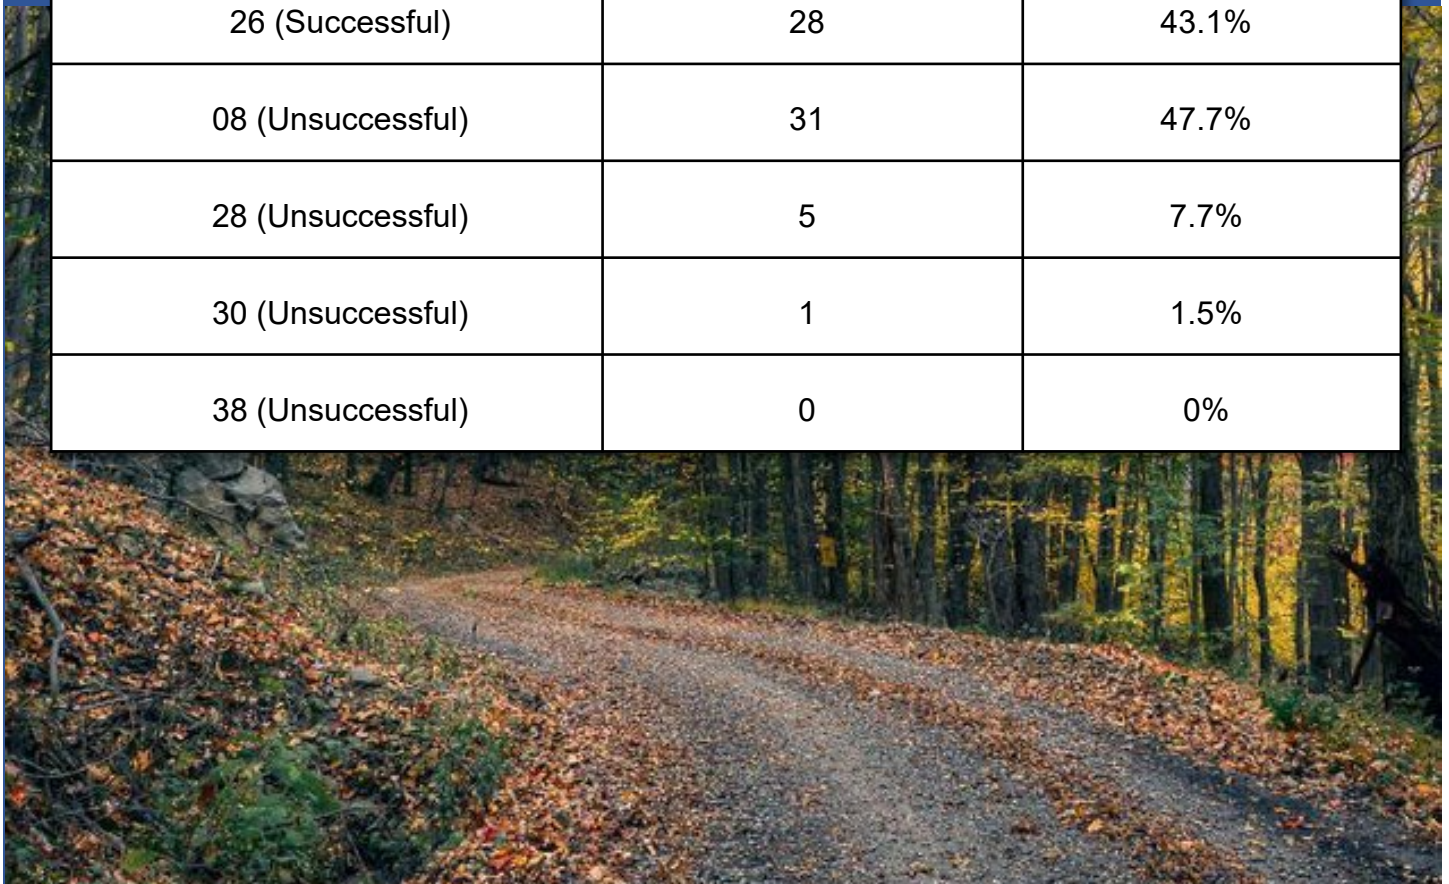 26 (Successful) 28 43.1%
08 (Unsuccessful) 31 47.7%
28 (Unsuccessful) 5 7.7%
30 (Unsuccessful) 1 1.5%
38 (Unsuccessful) 0 0%